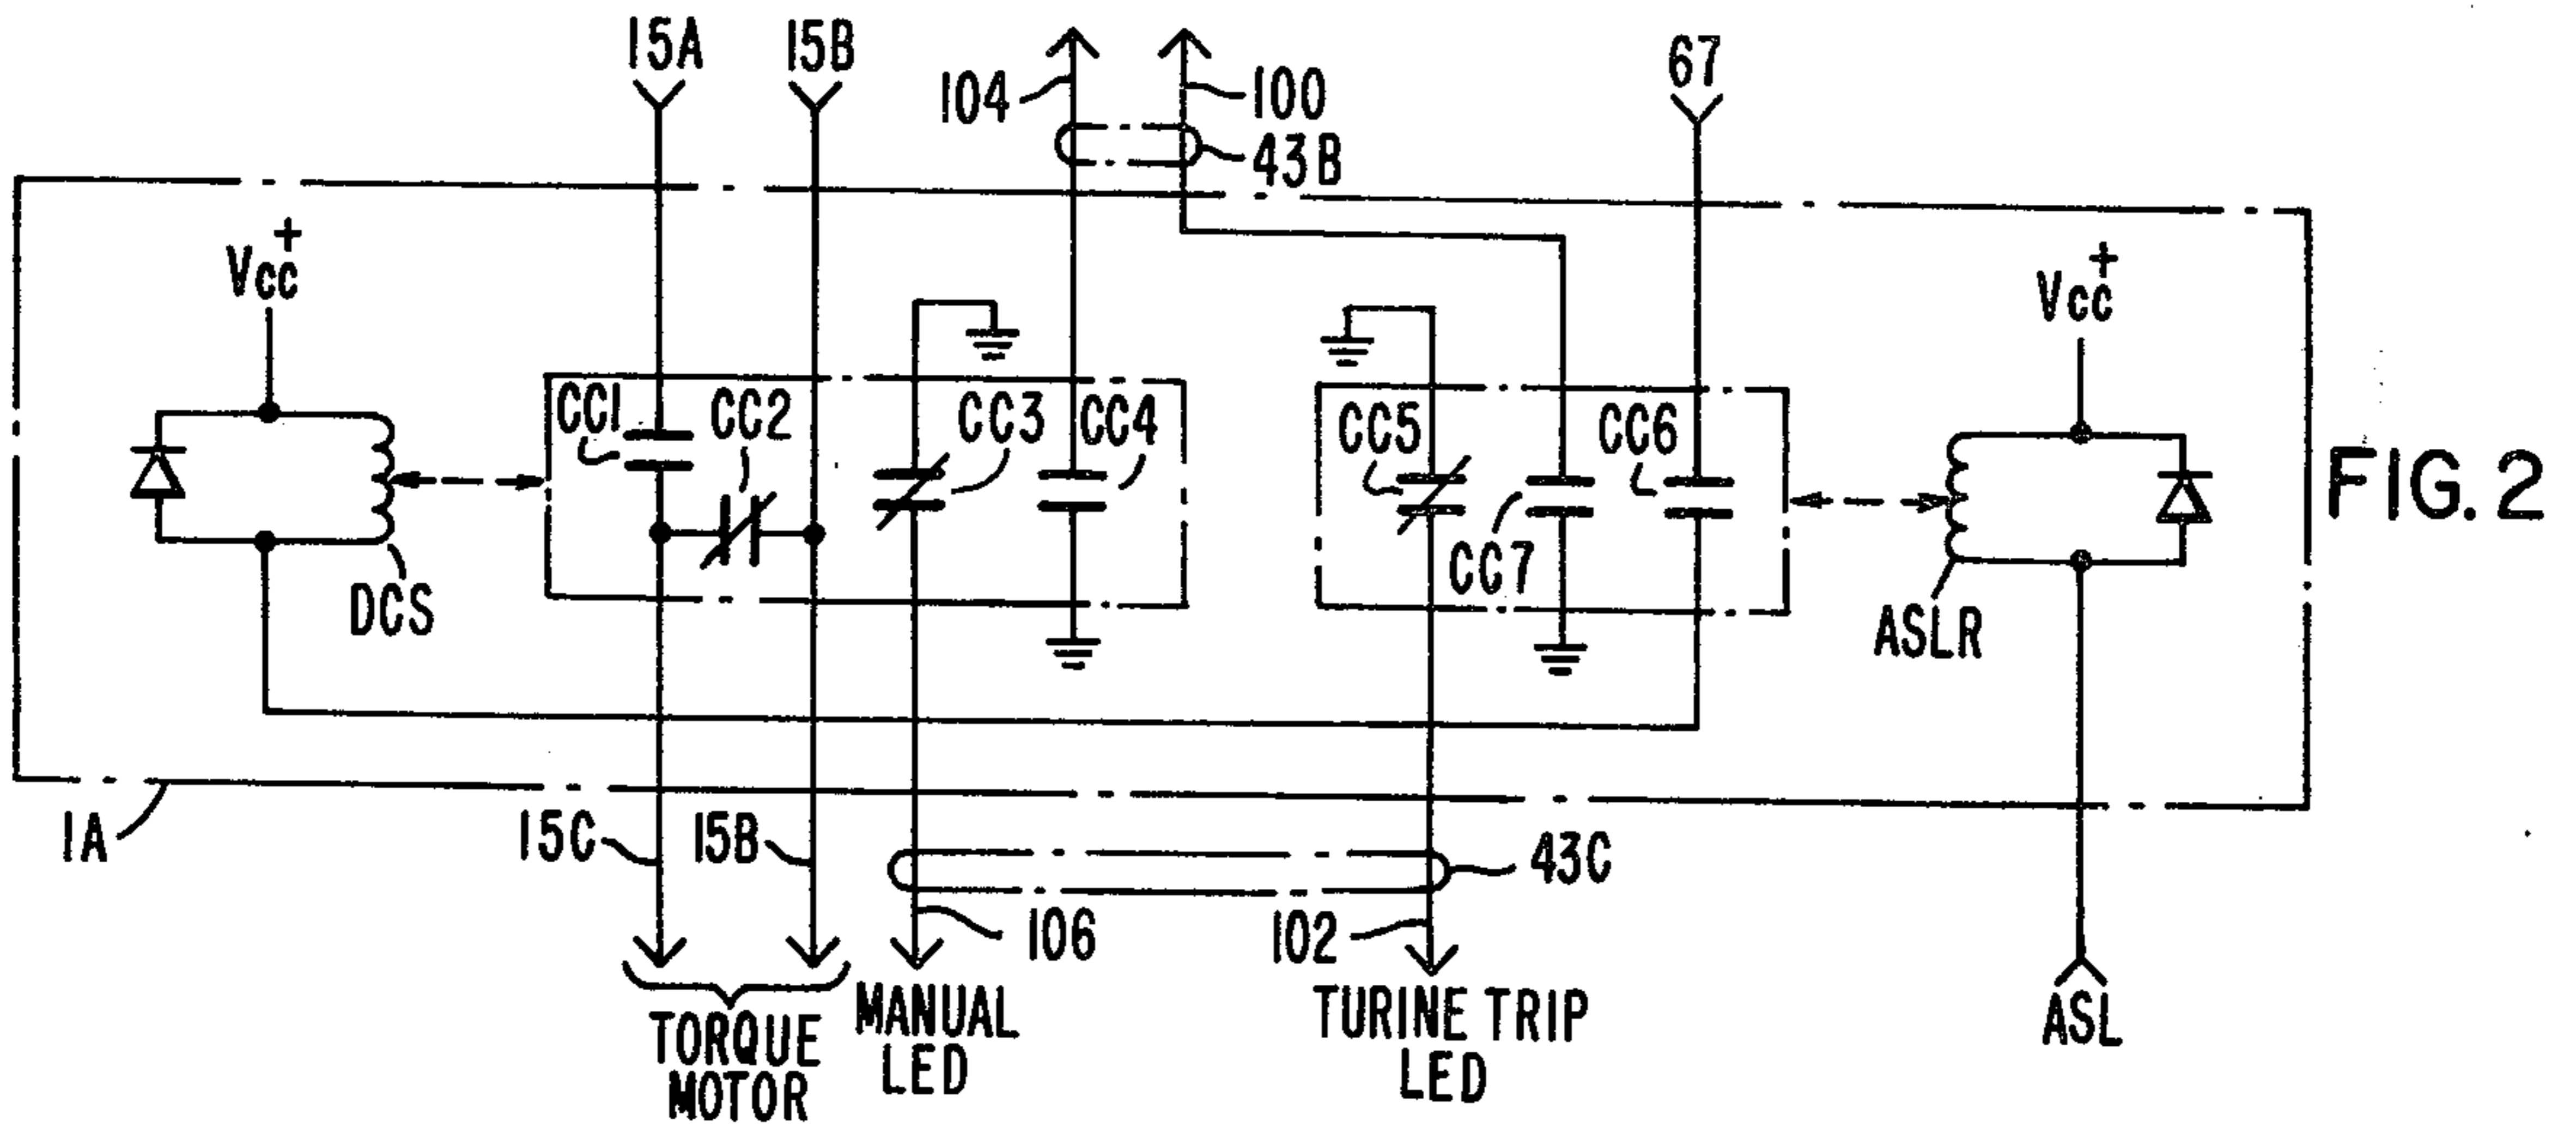 15A
15B
104
100
43B
67
Vcc+
Vcc+
CC1
CC2
CC3
CC4
CC5
CC6
CC7
DCS
ASLR
FIG. 2
1A
15C
15B
43C
106
102
TORQUE
MOTOR
MANUAL
LED
TURINE TRIP
LED
ASL